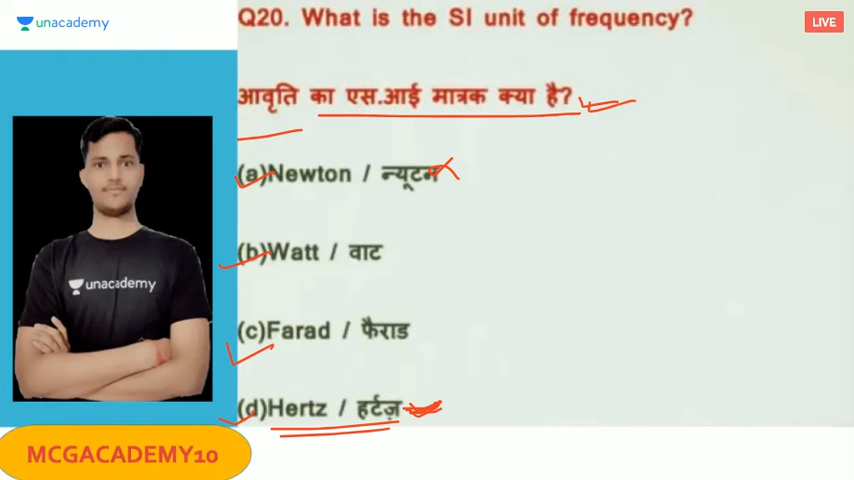 unacademy
Q20. What is the SI unit of frequency?
LIVE
आवृति का एस.आई मात्रक क्या है?
(a)Newton / न्यूटन
(b)Watt / वाट
unacademy
(c)Farad / फैराड
(d)Hertz / हर्टज़
MCGACADEMY10